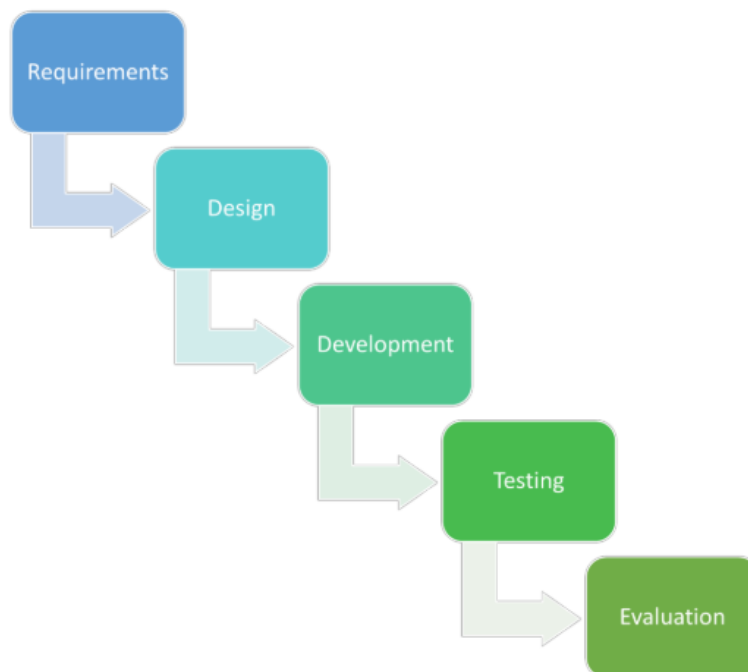 Requirements
Design
Development
Testing
Evaluation